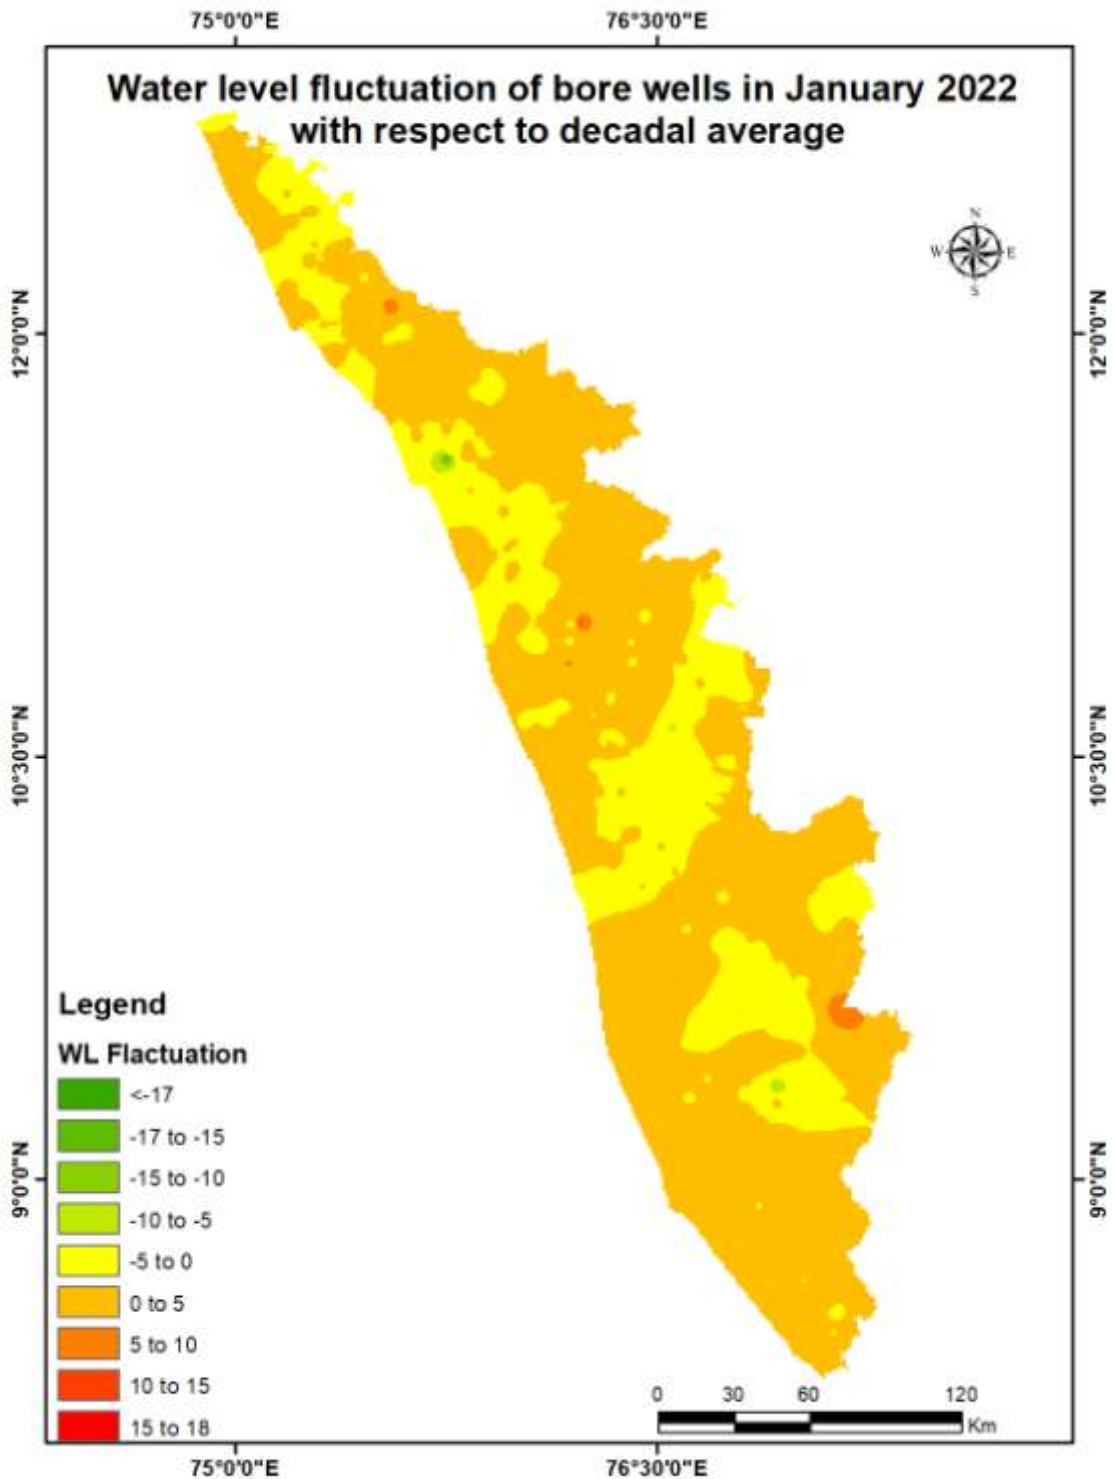 75°0'0"E 76°30'0"E
Water level fluctuation of bore wells in January 2022
with respect to decadal average
N
W E
S
12°0'0"N 12°0'0"N
10°30'0"N 10°30'0"N
9°0'0"N 9°0'0"N
Legend
WL Flactuation
<-17
-17 to -15
-15 to -10
-10 to -5
-5 to 0
0 to 5
5 to 10
10 to 15
15 to 18
0 30 60 120
Km
75°0'0"E 76°30'0"E